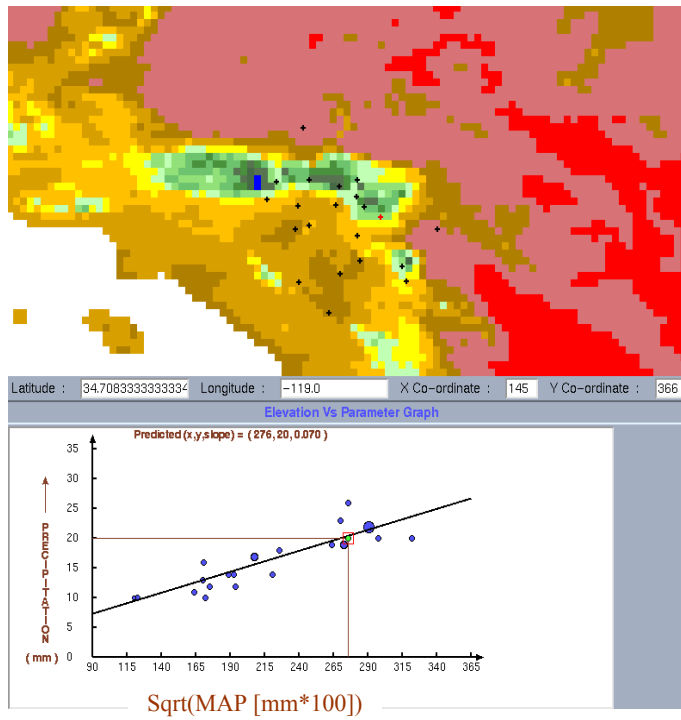 Latitude : 34.7083333333334 Longitude : -119.0 X Co-ordinate : 145 Y Co-ordinate : 366
Elevation Vs Parameter Graph
Predicted (x,y,slope) = ( 276, 20, 0.070 )
35
30
25
20
15
10
5
0
PRECIPITATION
(mm)
90 115 140 165 190 215 240 265 290 315 340 365
Sqrt(MAP [mm*100])